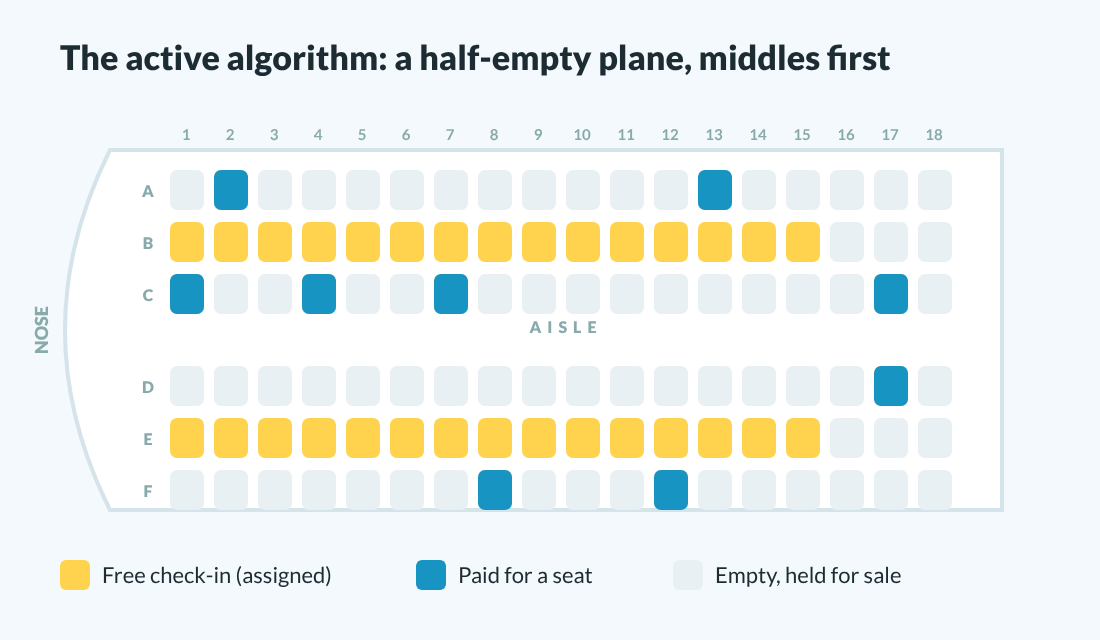 The active algorithm: a half-empty plane, middles first
1 2 3 4 5 6 7 8 9 10 11 12 13 14 15 16 17 18
A
B
C
AISLE
NOSE
D
E
F
Free check-in (assigned)
Paid for a seat
Empty, held for sale